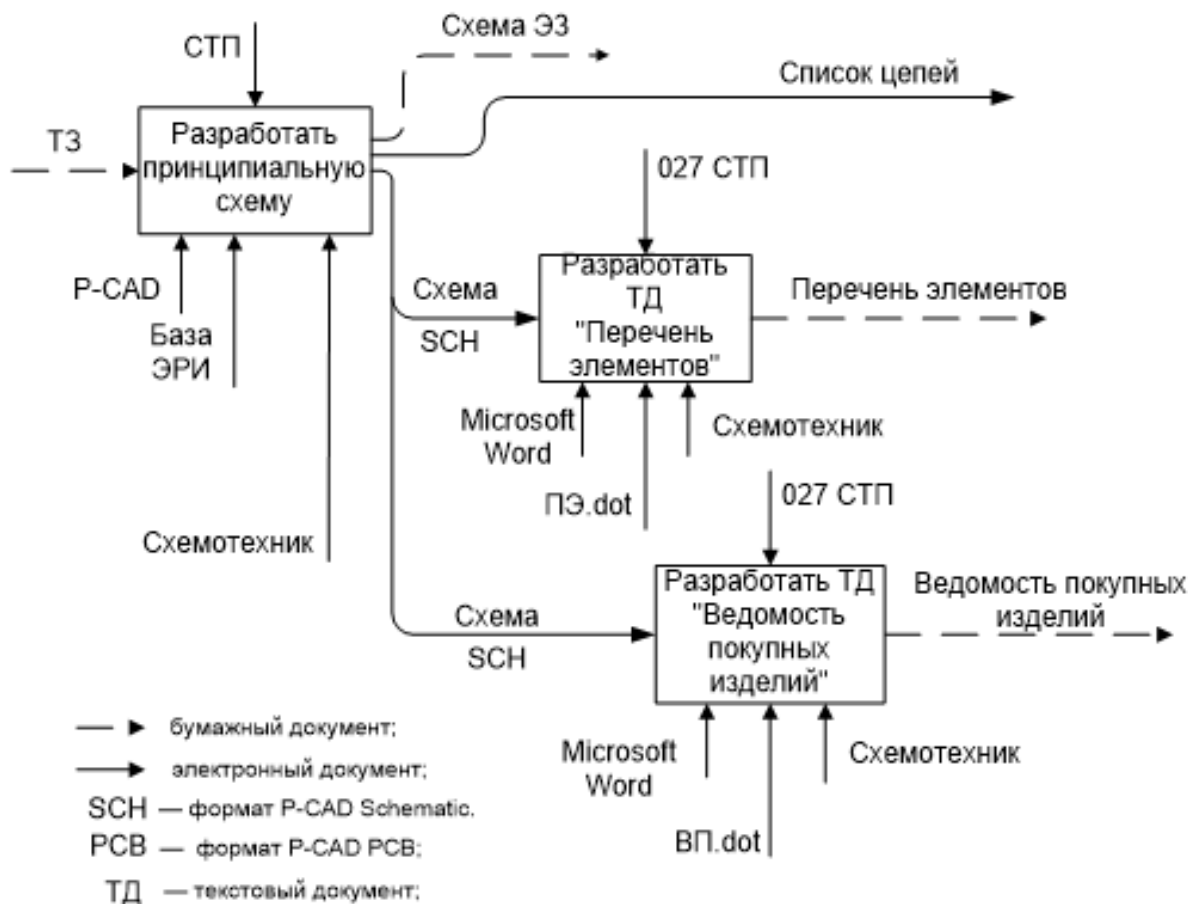 СТП
Схема ЭЗ
Список цепей
ТЗ
Разработать
принципиальную
схему
027 СТП
P-CAD
База
ЭРИ
Схема
SCH
Разработать
ТД
"Перечень
элементов"
Перечень элементов
Microsoft
Word
Схемотехник
ПЭ.dot
027 СТП
Схемотехник
Схема
SCH
Разработать ТД
"Ведомость
покупных
изделий"
Ведомость покупных
изделий
Microsoft
Word
Схемотехник
ВП.dot
бумажный документ;
электронный документ;
SCH — формат P-CAD Schematic.
PCB — формат P-CAD PCB;
ТД — текстовый документ;